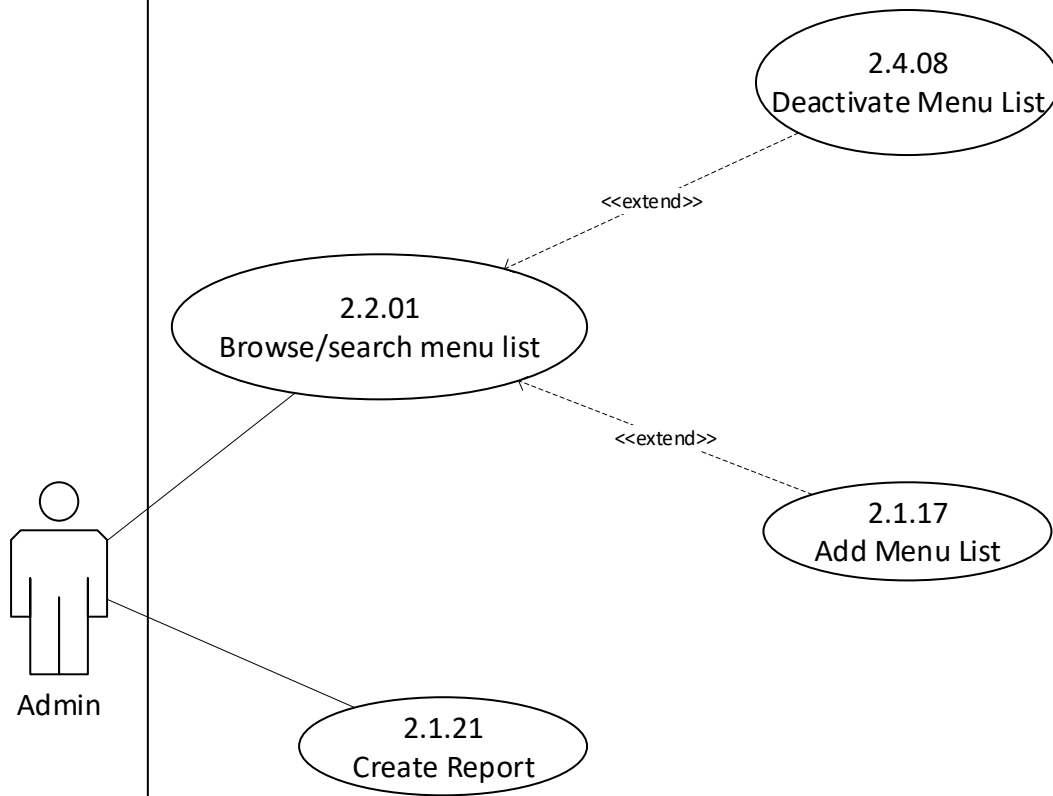 2.4.08
Deactivate Menu List
<<extend>>
2.2.01
Browse/search menu list
<<extend>>
2.1.17
Add Menu List
Admin
2.1.21
Create Report